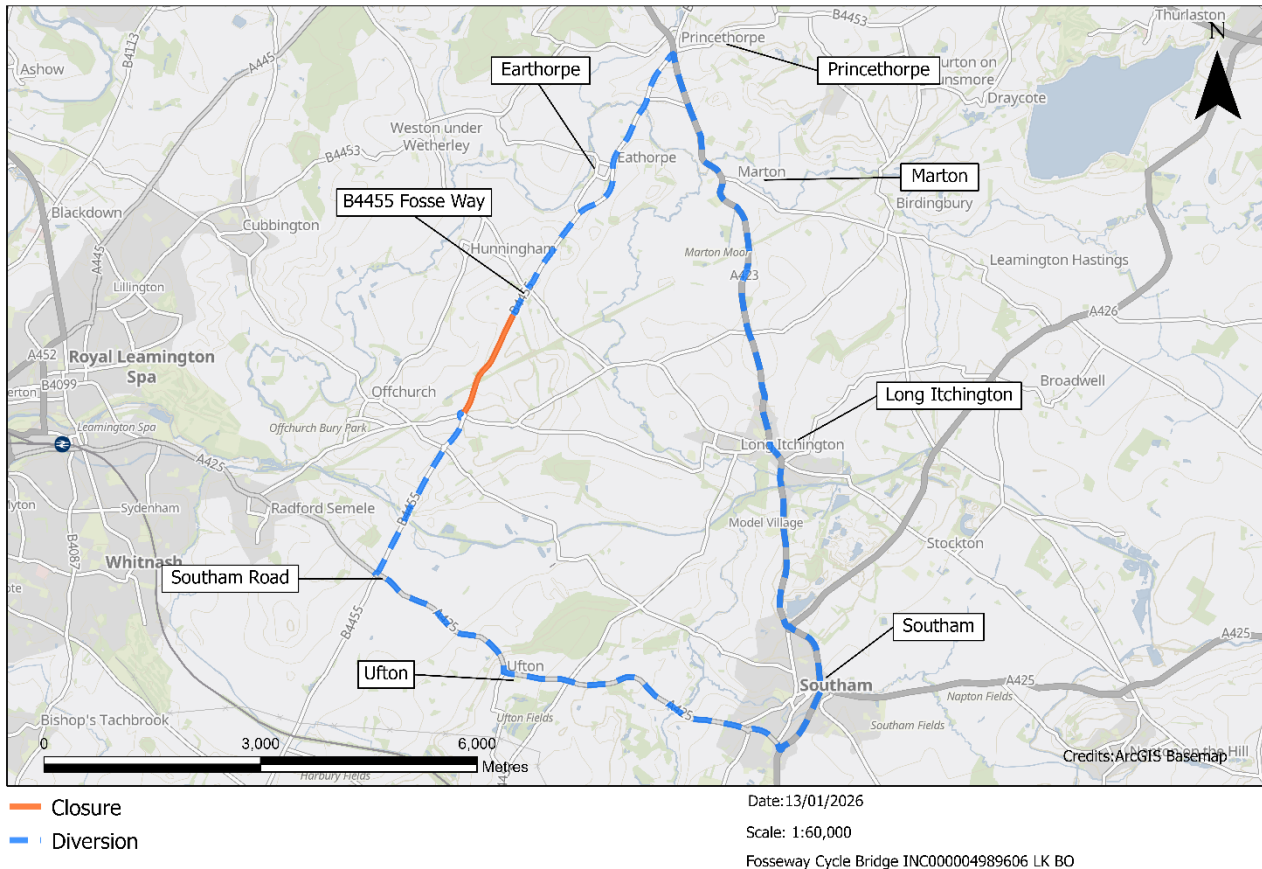 B4453
Thurlaston
Princethorpe
N
Ashow
B4113
A445
Earthorpe
Princethorpe
Draycote
Weston under
Wetherley
B4453
Eathorpe
Marton
Marton
Birdingbury
Blackdown
B4455 Fosse Way
A445
Cubbington
Hunningham
Marton Moor
Leamington Hastings
Lillington
A423
A426
A452
B4099
Royal Leamington
Spa
Offchurch
Broadwell
Long Itchington
Leamington Spa
Offchurch Bury Park
Long Itchington
A425
B4455
Sydenham
Radford Semele
Model Village
Stockton
B4087
Whitnash
Southam Road
B4455
A425
Southam
A425
Ufton
Ufton
Southam
A425
Napton Fields
A425
Bishop's Tachbrook
Ufton Fields
Southam Fields
0
3,000
6,000
Metres
Harbury Fields
Credits:ArcGIS Basemap
Closure
Diversion
Date:13/01/2026
Scale: 1:60,000
Fosseway Cycle Bridge INC000004989606 LK BO